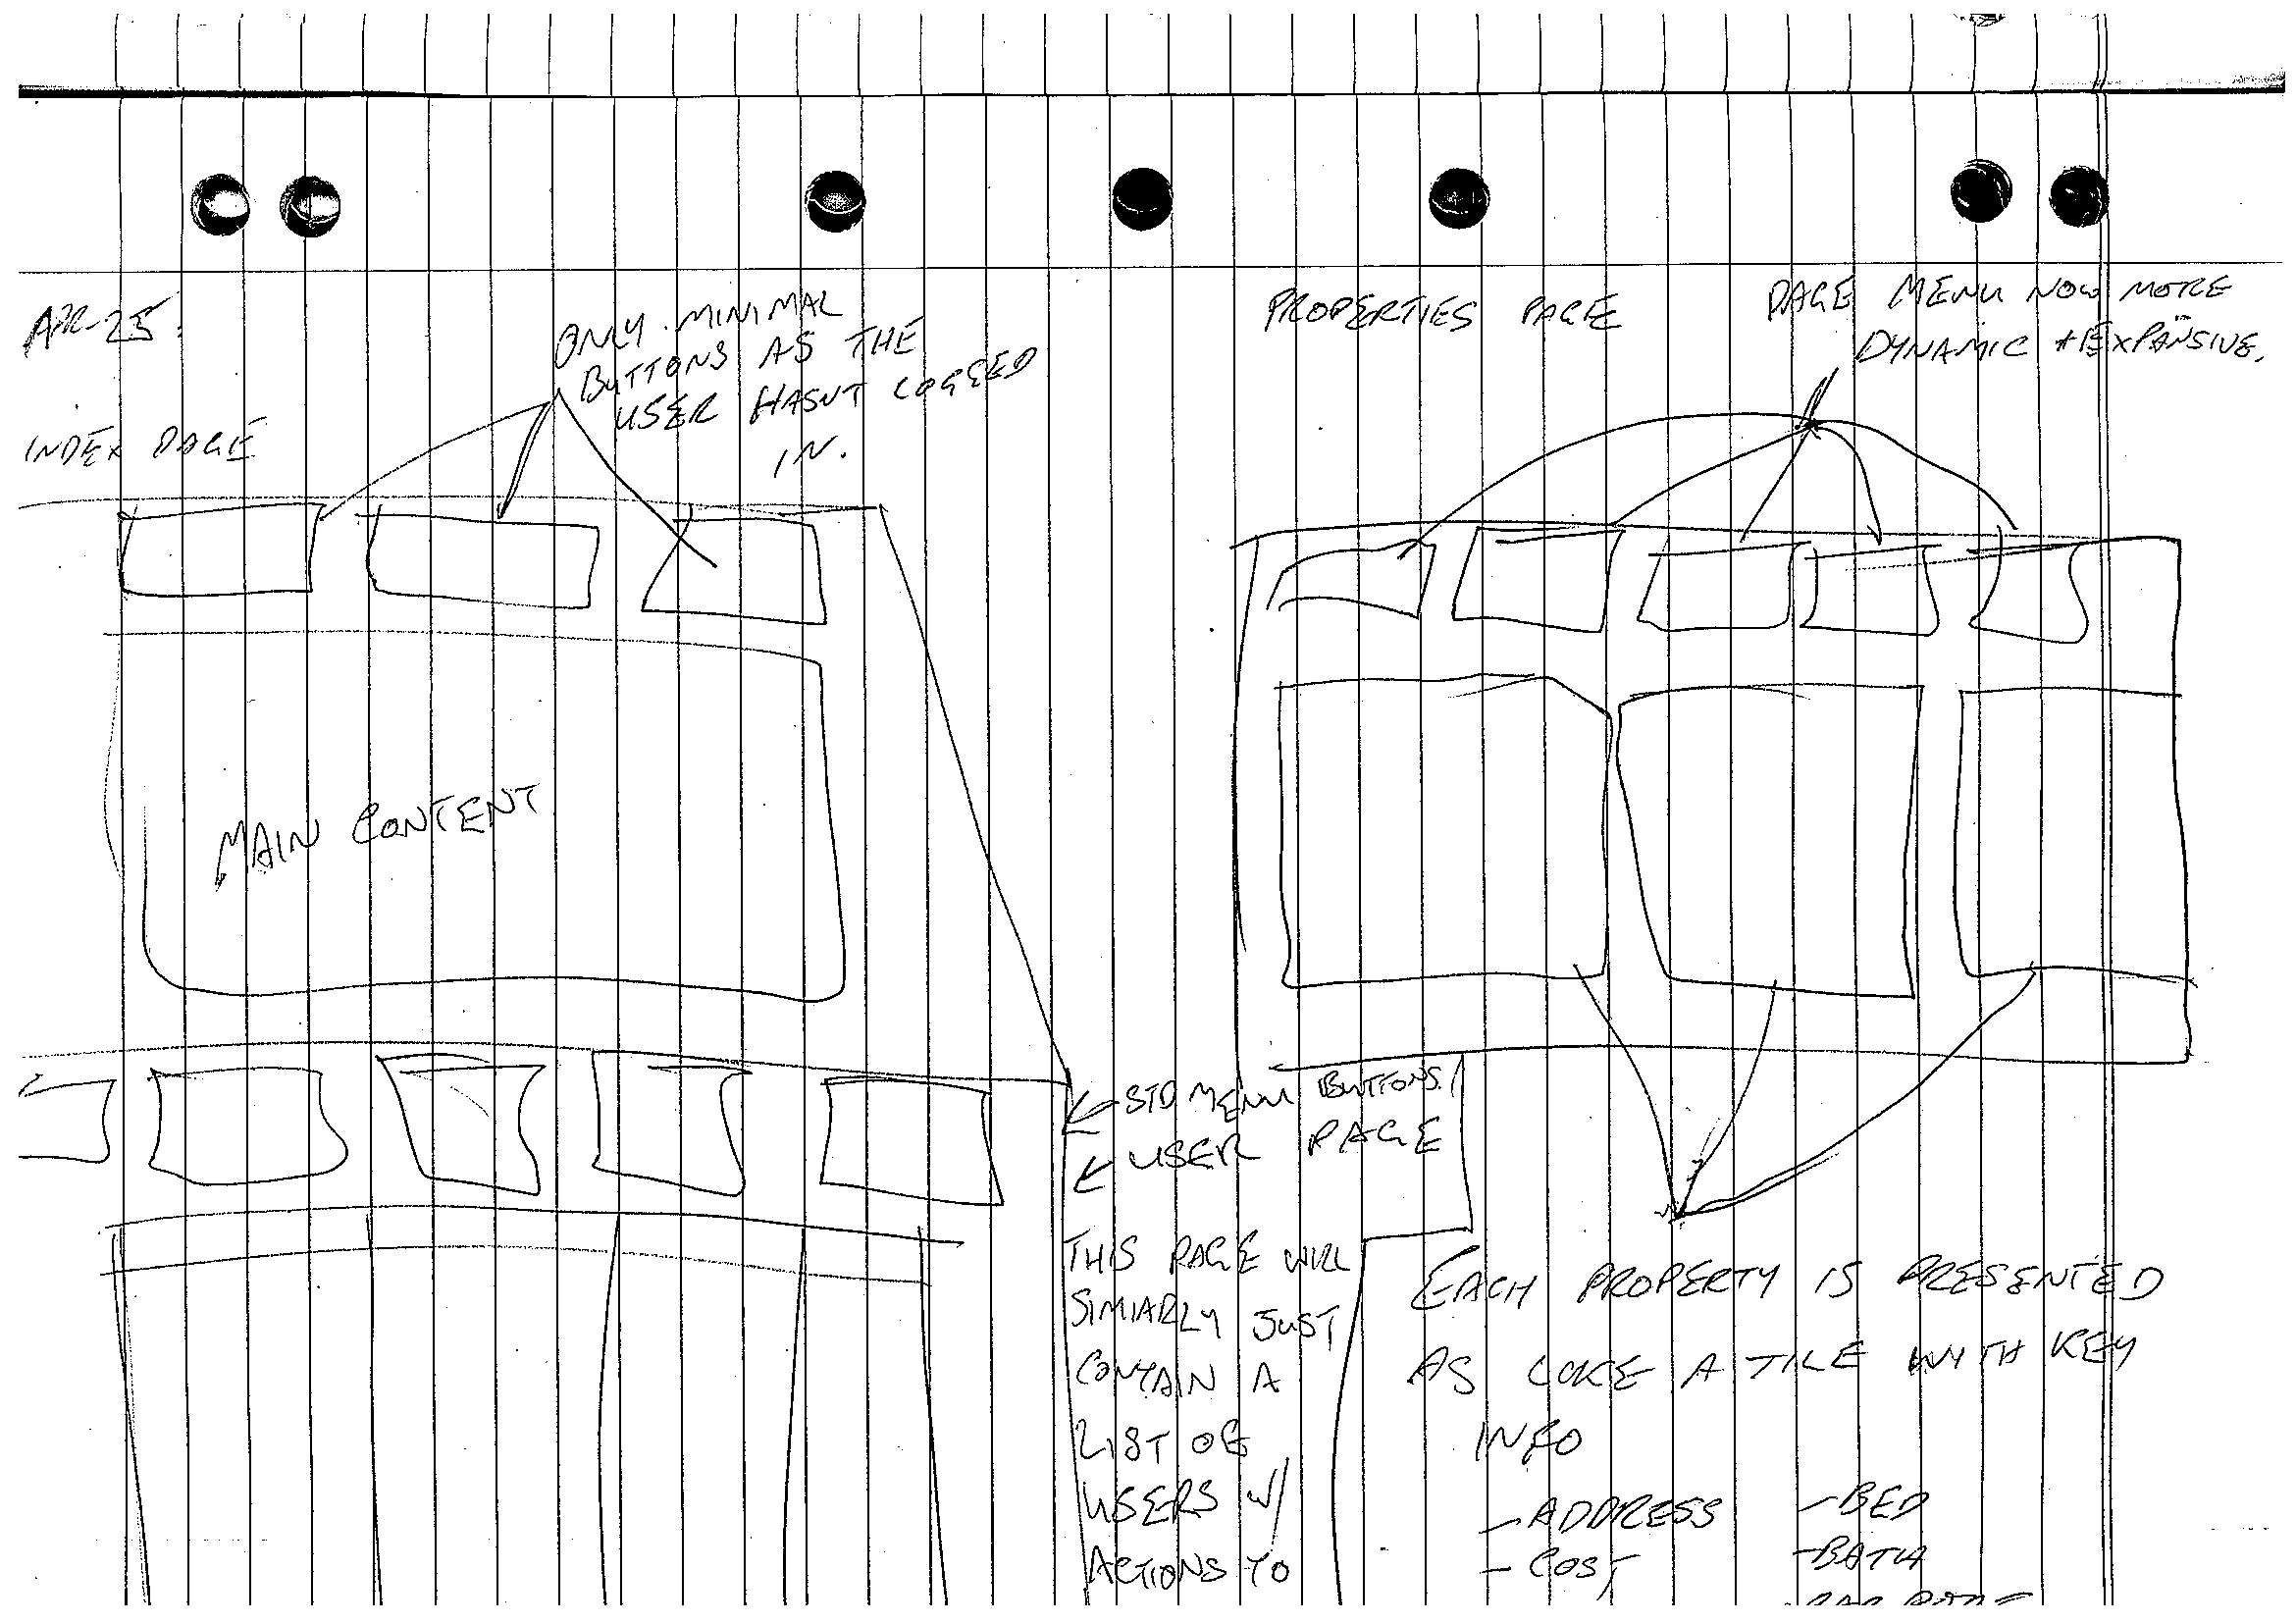 APR-25:
INDEX PAGE
ONLY MINIMAL
BUTTONS AS THE
USER HASNT LOGGED
IN.
MAIN CONTENT
PROPERTIES PAGE
PAGE MENU NOW MORE
DYNAMIC + EXPANSIVE.
STD MENU BUTTONS
USER PAGE
THIS PAGE WILL
SIMIARLY JUST
CONTAIN A
LIST OF
USERS W/
ACTIONS TO
EACH PROPERTY IS PRESENTED
AS LIKE A TILE WITH KEY
INFO
- ADDRESS
- COST
- BED
- BATH